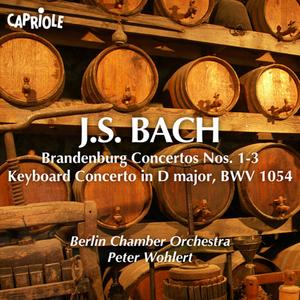 CAPRIOLE
J.S. BACH
Brandenburg Concertos Nos. 1-3
Keyboard Concerto in D major, BWV 1054
Berlin Chamber Orchestra
Peter Wohlert